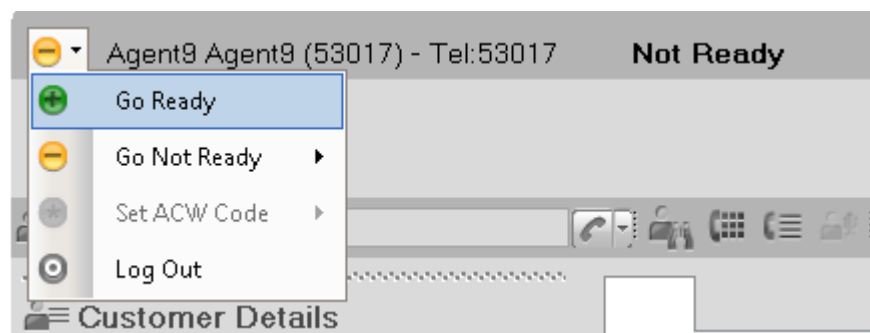 Agent9 Agent9 (53017) - Tel:53017 Not Ready
Go Ready
Go Not Ready
Set ACW Code
Log Out
Customer Details